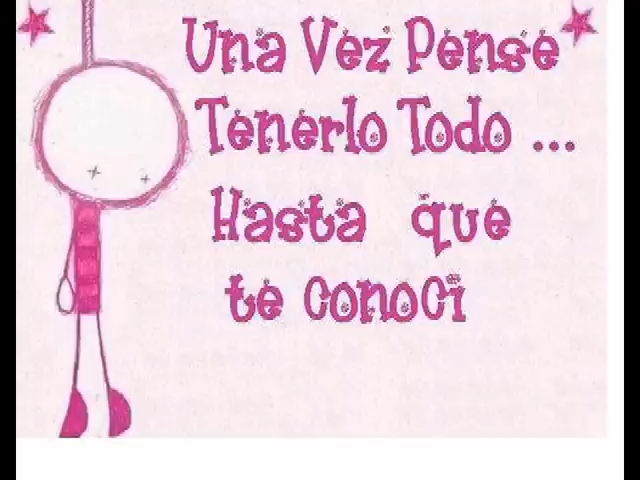 Una Vez Pense
Tenerlo Todo ...
Hasta que
te conoci